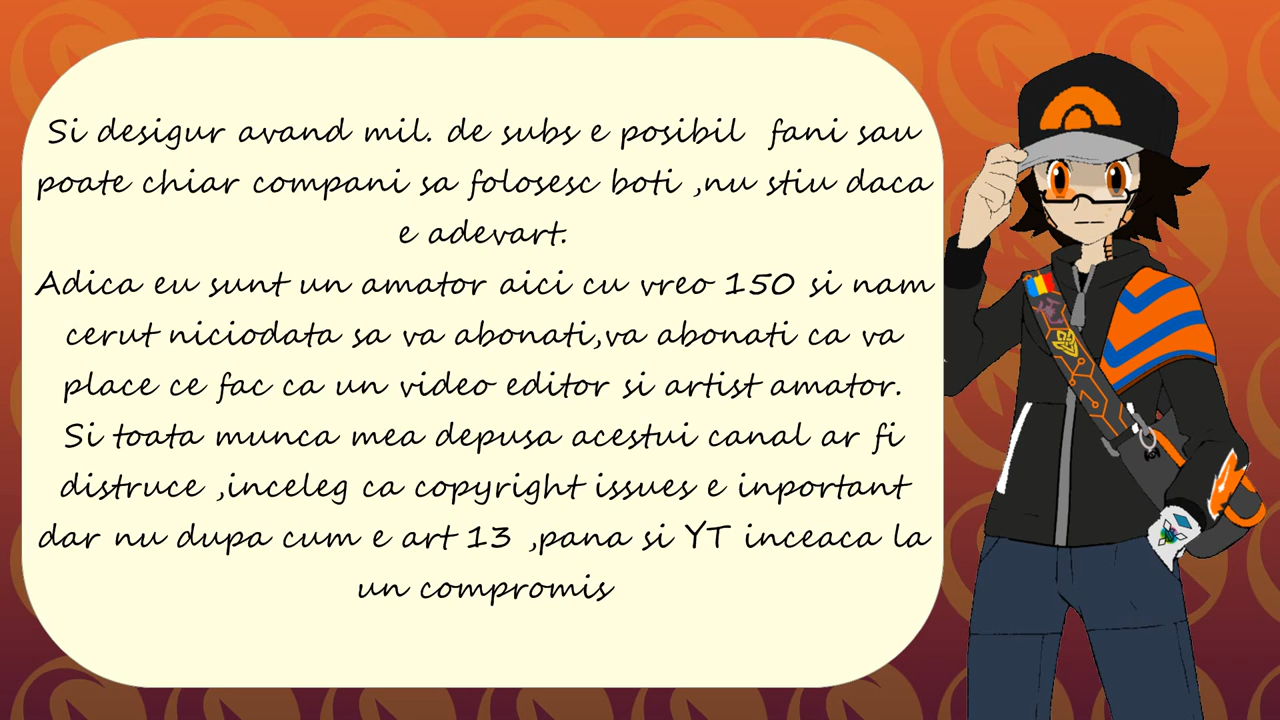 Si desigur avand mil. de subs e posibil fani sau
poate chiar compani sa folosesc boti ,nu stiu daca
e adevart.
Adica eu sunt un amator aici cu vreo 150 si nam
cerut niciodata sa va abonati,va abonati ca va
place ce fac ca un video editor si artist amator.
Si toata munca mea depusa acestui canal ar fi
distruce ,inceleg ca copyright issues e inportant
dar nu dupa cum e art 13 ,pana si YT inceaca la
un compromis